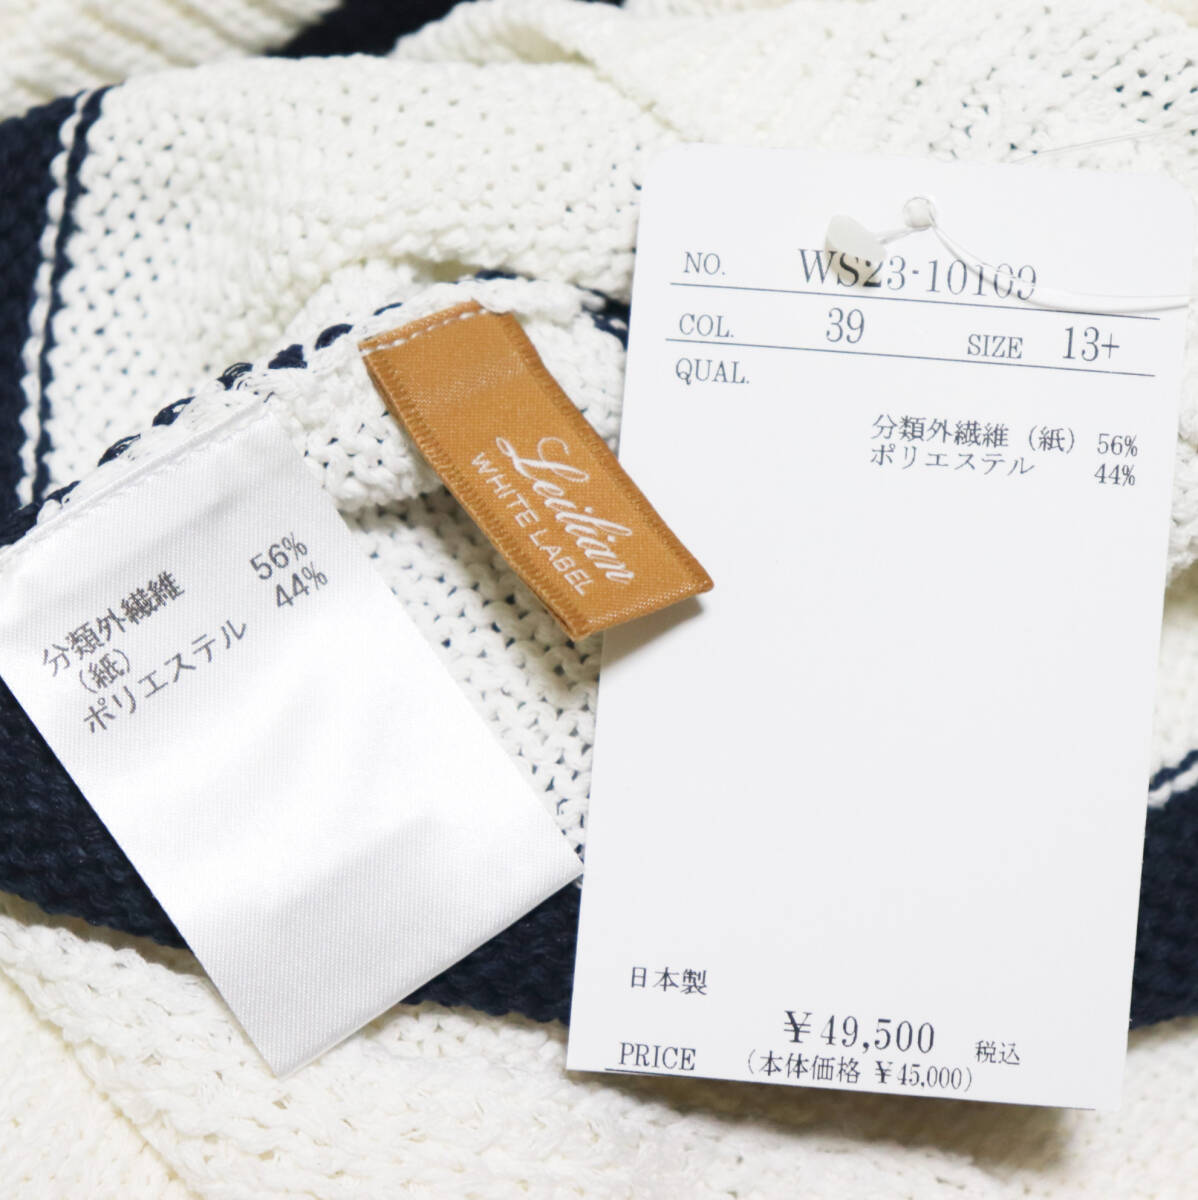 NO. WS23-10109
COL. 39 SIZE 13+
QUAL.
分類外繊維 (紙) 56%
ポリエステル 44%
日本製
¥49,500 税込
PRICE (本体価格 ¥45,000)
Leilian
WHITE LABEL
分類外繊維 56%
(紙) 44%
ポリエステル